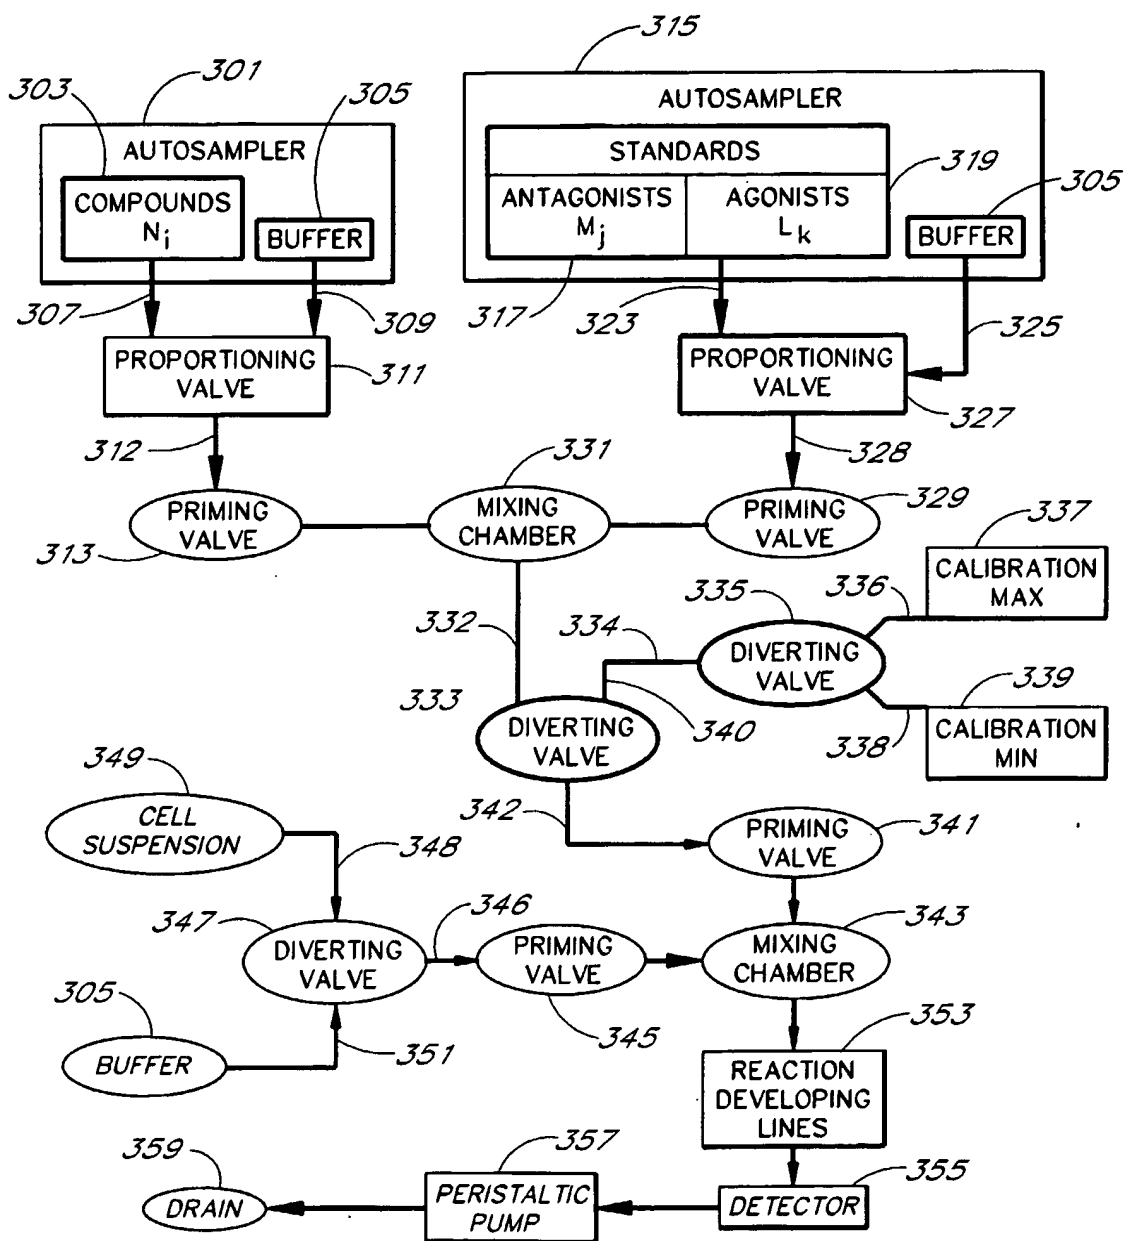 315
301
303
305
AUTOSAMPLER
AUTOSAMPLER
STANDARDS
319
COMPOUNDS
Ni
BUFFER
ANTAGONISTS
Mj
AGONISTS
Lk
305
BUFFER
307
309
317
323
325
PROPORTIONING
VALVE
311
PROPORTIONING
VALVE
327
312
331
328
329
PRIMING
VALVE
313
MIXING
CHAMBER
PRIMING
VALVE
337
CALIBRATION
MAX
336
335
332
334
DIVERTING
VALVE
339
333
340
338
CALIBRATION
MIN
DIVERTING
VALVE
349
CELL
SUSPENSION
342
PRIMING
VALVE
341
348
347
346
343
DIVERTING
VALVE
PRIMING
VALVE
MIXING
CHAMBER
305
351
345
353
BUFFER
REACTION
DEVELOPING
LINES
359
357
355
DRAIN
PERISTALTIC
PUMP
DETECTOR